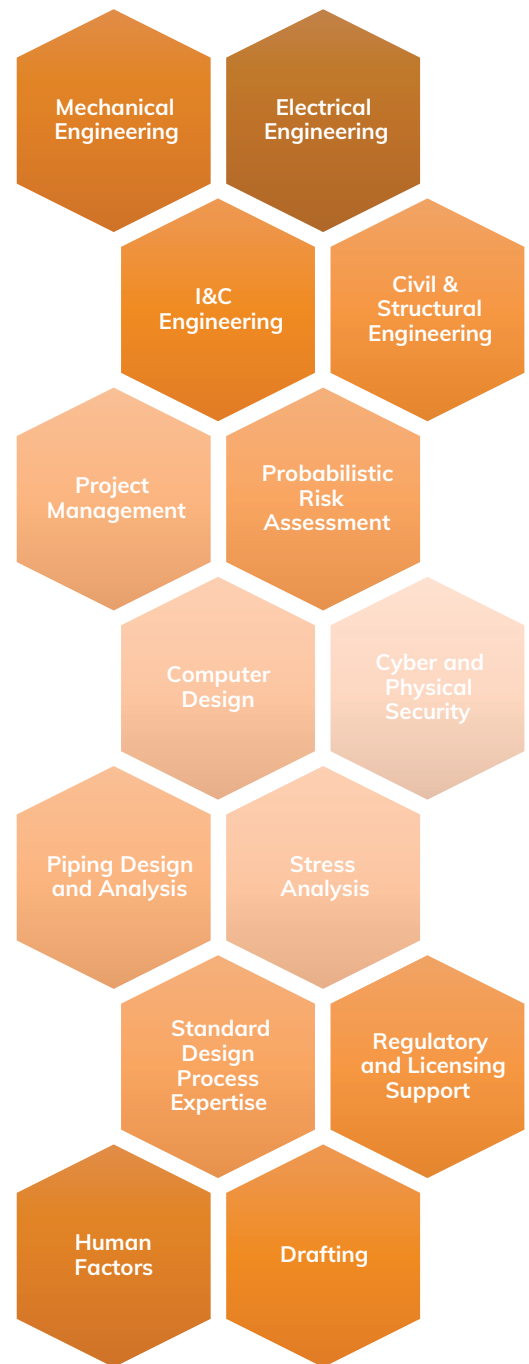 Mechanical
Engineering
Electrical
Engineering
I&C
Engineering
Civil &
Structural
Engineering
Project
Management
Probabilistic
Risk
Assessment
Computer
Design
Cyber and
Physical
Security
Piping Design
and Analysis
Stress
Analysis
Standard
Design
Process
Expertise
Regulatory
and Licensing
Support
Human
Factors
Drafting